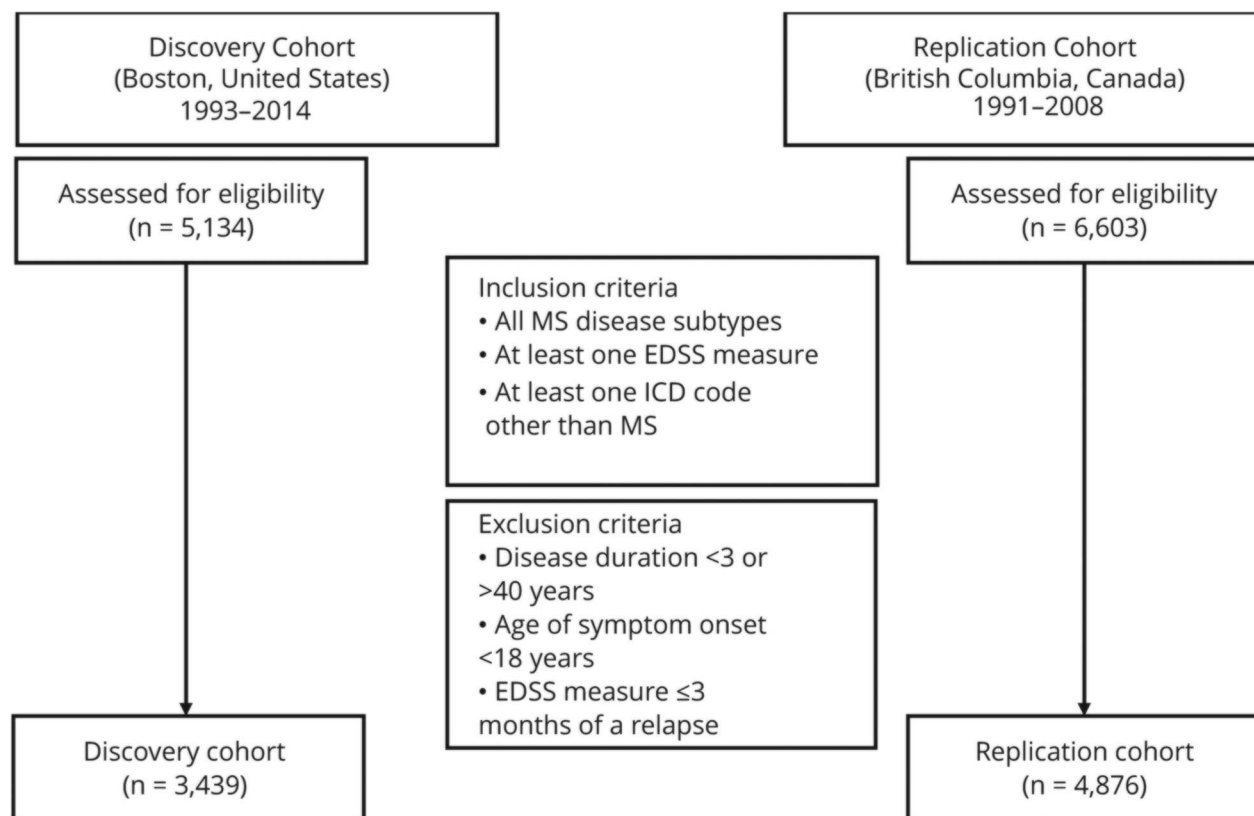 Discovery Cohort
(Boston, United States)
1993–2014
Replication Cohort
(British Columbia, Canada)
1991–2008
Assessed for eligibility
(n = 5,134)
Assessed for eligibility
(n = 6,603)
Inclusion criteria
• All MS disease subtypes
• At least one EDSS measure
• At least one ICD code
other than MS
Exclusion criteria
• Disease duration <3 or
>40 years
• Age of symptom onset
<18 years
• EDSS measure ≤3
months of a relapse
Discovery cohort
(n = 3,439)
Replication cohort
(n = 4,876)